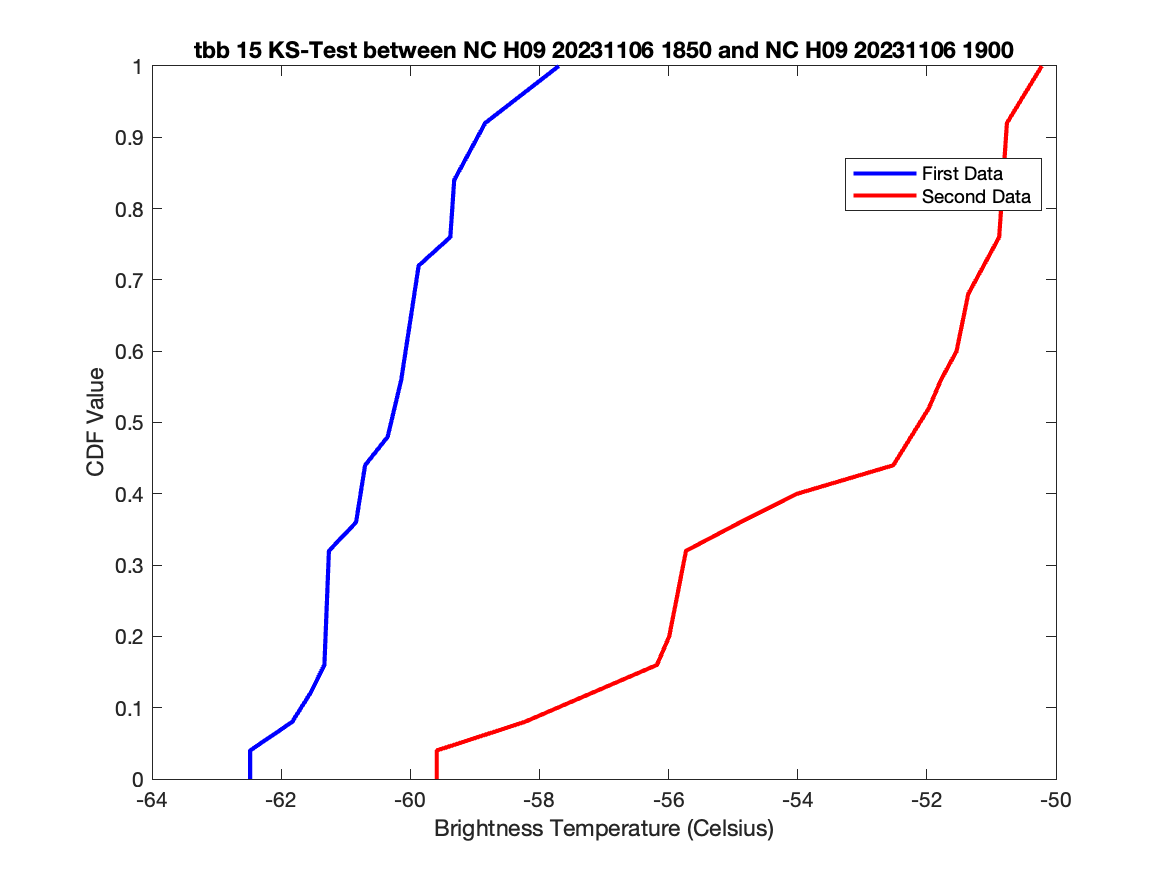 tbb 15 KS-Test between NC H09 20231106 1850 and NC H09 20231106 1900
1
0.9
First Data
Second Data
0.8
0.7
0.6
0.5
CDF Value
0.4
0.3
0.2
0.1
0
-64 -62 -60 -58 -56 -54 -52 -50
Brightness Temperature (Celsius)